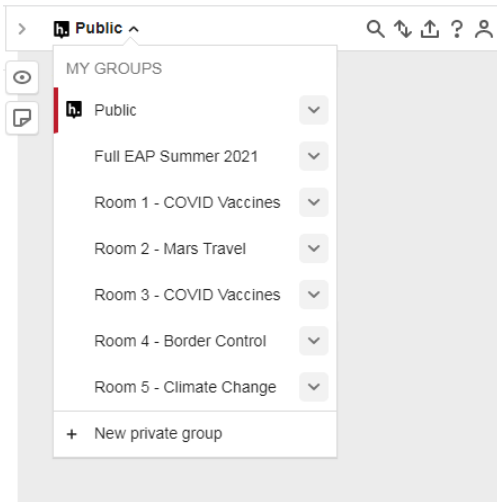 Public
MY GROUPS
Public
Full EAP Summer 2021
Room 1 - COVID Vaccines
Room 2 - Mars Travel
Room 3 - COVID Vaccines
Room 4 - Border Control
Room 5 - Climate Change
+ New private group